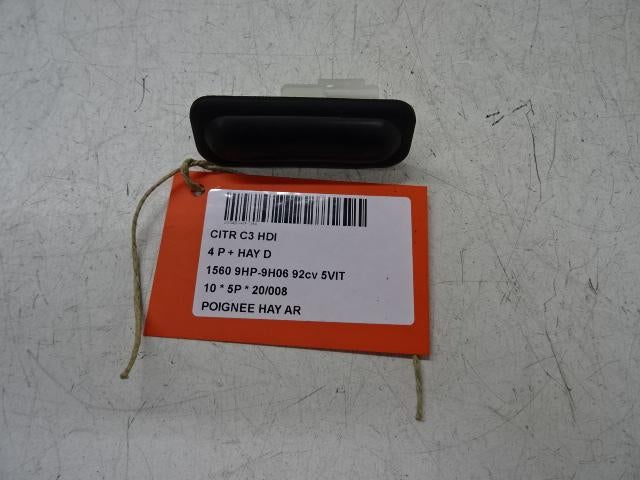 CITR C3 HDI
4 P + HAY D
1560 9HP-9H06 92cv 5VIT
10 * 5P * 20/008
POIGNEE HAY AR